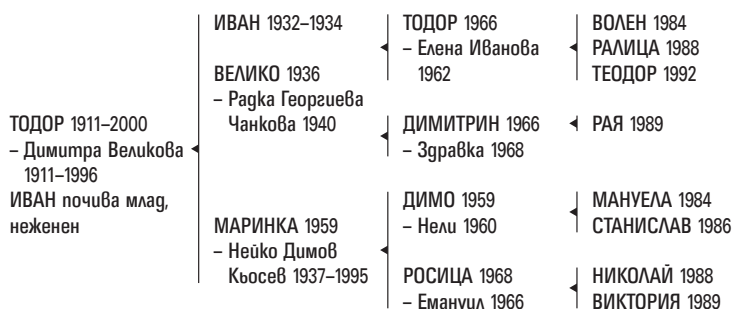 ТОДОР 1911–2000
– Димитра Великова
1911–1996
ИВАН почива млад,
неженен
ИВАН 1932–1934
ВЕЛИКО 1936
– Радка Георгиева
Чанкова 1940
МАРИНКА 1959
– Нейко Димов
Кьосев 1937–1995
ТОДОР 1966
– Елена Иванова
1962
ДИМИТРИН 1966
– Здравка 1968
ДИМО 1959
– Нели 1960
РОСИЦА 1968
– Емануил 1966
ВОЛЕН 1984
РАЛИЦА 1988
ТЕОДОР 1992
РАЯ 1989
МАНУЕЛА 1984
СТАНИСЛАВ 1986
НИКОЛАЙ 1988
ВИКТОРИЯ 1989